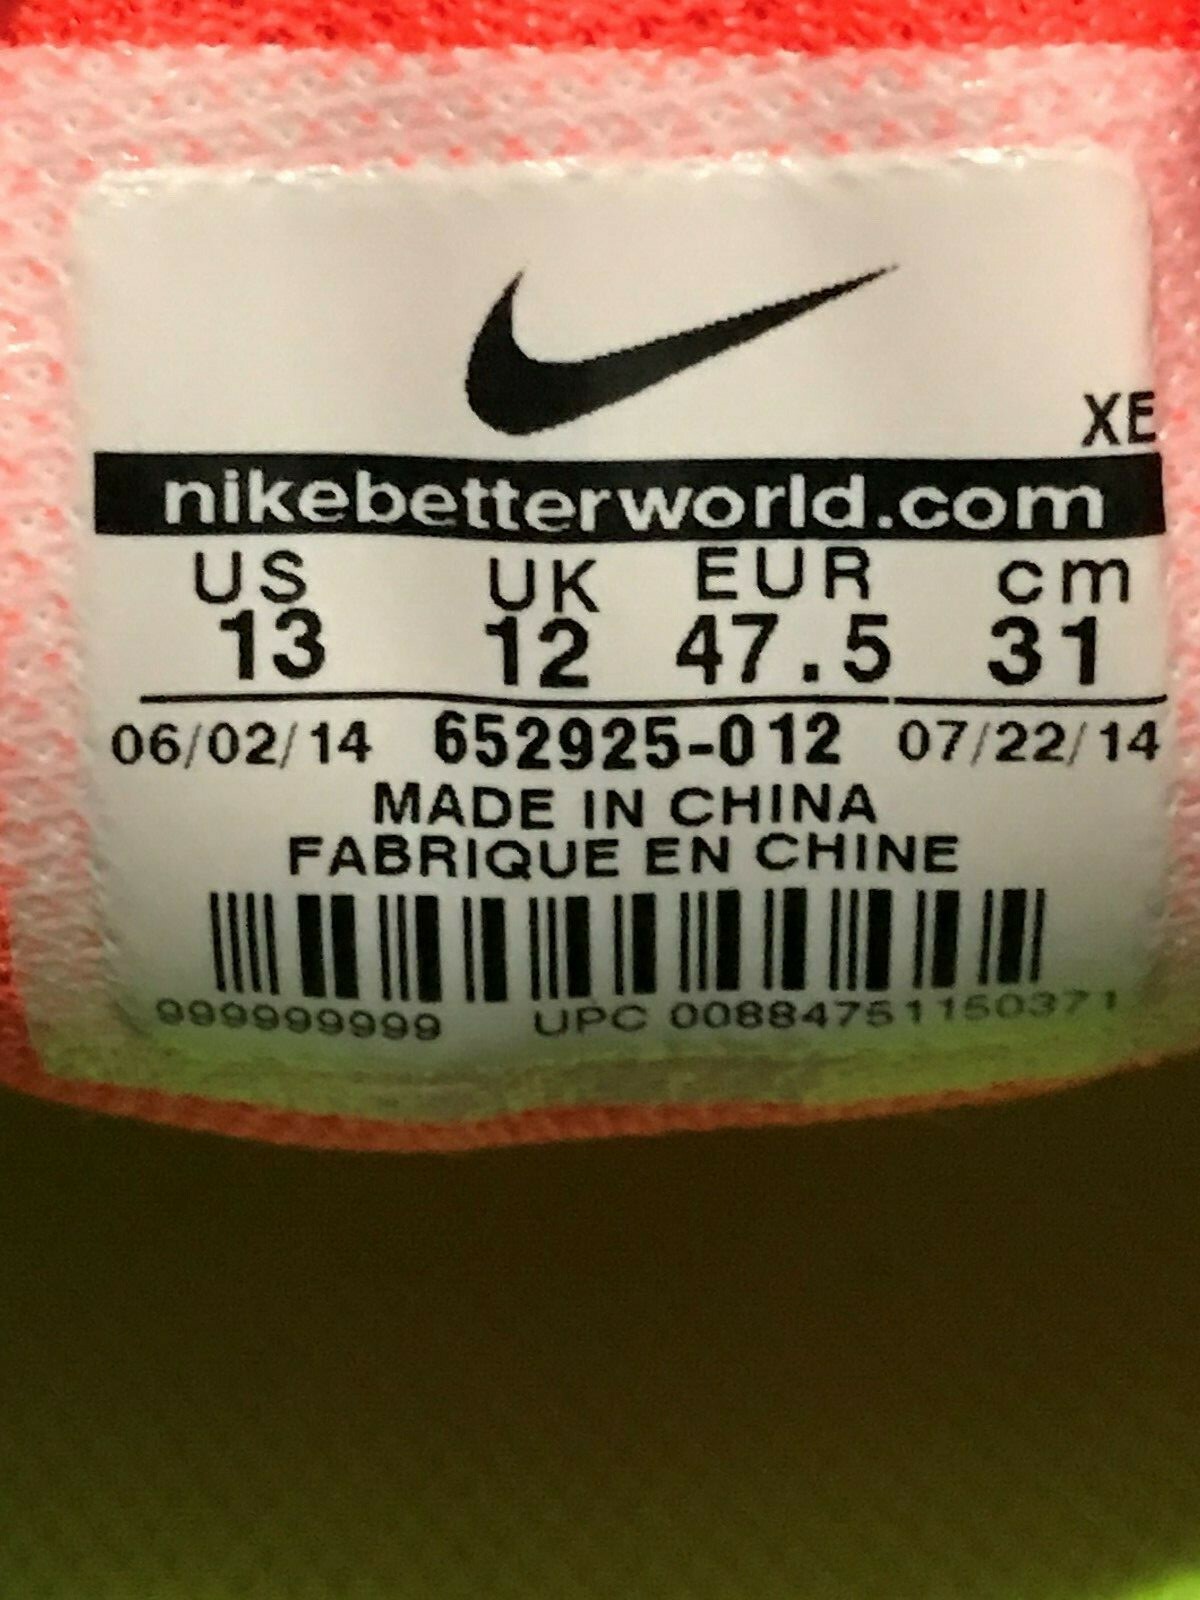 XE
nikebetterworld.com
US UK EUR cm
13 12 47.5 31
06/02/14 652925-012 07/22/14
MADE IN CHINA
FABRIQUE EN CHINE
999999999 UPC 00884751150371